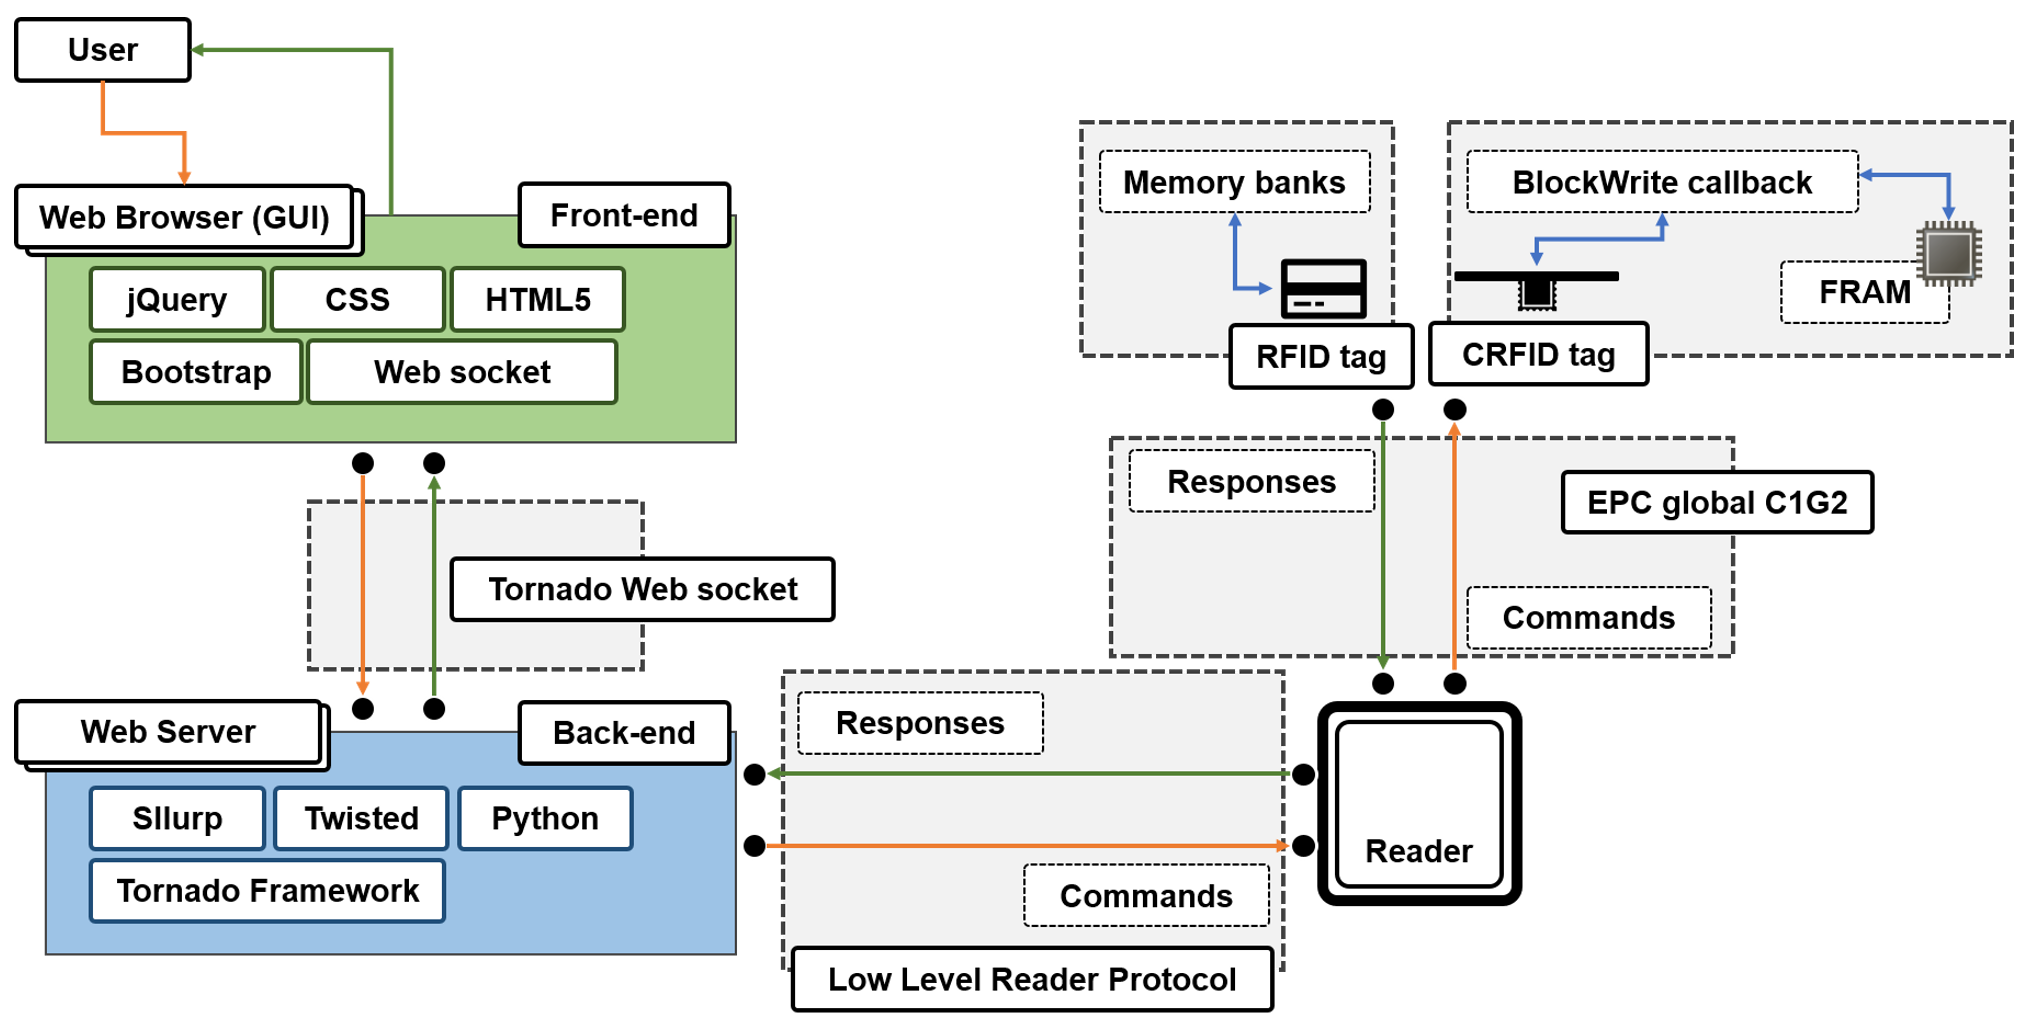 User
Web Browser (GUI)
Front-end
jQuery
CSS
HTML5
Bootstrap
Web socket
Tornado Web socket
Web Server
Back-end
Sllurp
Twisted
Python
Tornado Framework
Responses
Commands
Low Level Reader Protocol
Reader
Responses
EPC global C1G2
Commands
Memory banks
RFID tag
BlockWrite callback
FRAM
CRFID tag